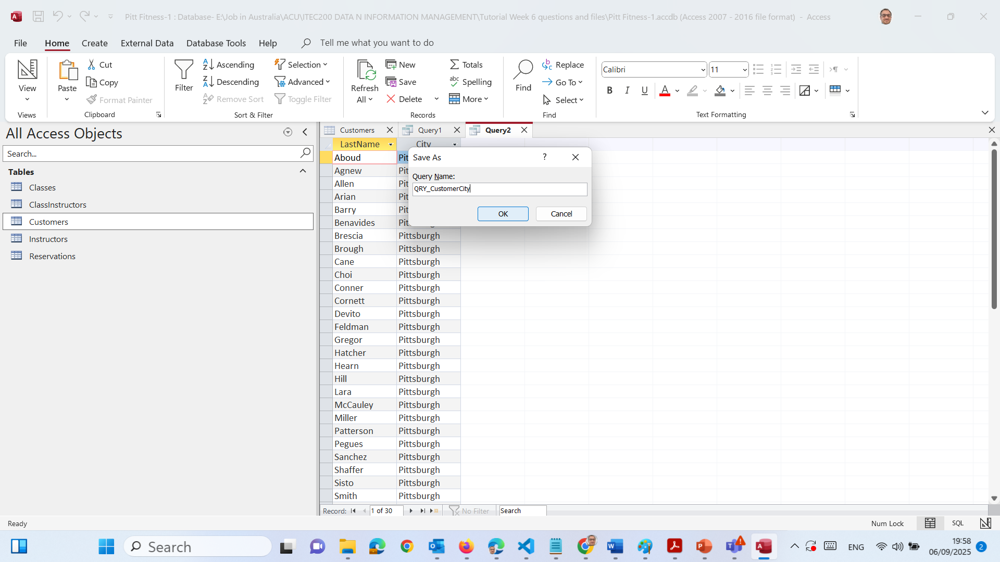 Pitt Fitness-1 : Database- E:\Job in Australia\ACU\ITEC200 DATA N INFORMATION MANAGEMENT\Tutorial Week 6 questions and files\Pitt Fitness-1.accdb (Access 2007 - 2016 file format) - Access
File Home Create External Data Database Tools Help Tell me what you want to do
View
Views
Paste
Cut
Copy
Format Painter
Clipboard
Filter
Ascending
Descending
Remove Sort
Selection
Advanced
Toggle Filter
Sort & Filter
Refresh
All
New
Save
Delete
Totals
Spelling
More
Records
Find
Replace
Go To
Select
Find
Calibri 11
B I U A
Text Formatting
All Access Objects
Search...
Tables
Classes
ClassInstructors
Customers
Instructors
Reservations
Customers Query1 Query2
LastName City
Aboud Pit
Agnew Pit
Allen Pit
Arian Pit
Barry Pit
Benavides Pit
Brescia Pittsburgh
Brough Pittsburgh
Cane Pittsburgh
Choi Pittsburgh
Conner Pittsburgh
Cornett Pittsburgh
Devito Pittsburgh
Feldman Pittsburgh
Gregor Pittsburgh
Hatcher Pittsburgh
Hearn Pittsburgh
Hill Pittsburgh
Lara Pittsburgh
McCauley Pittsburgh
Miller Pittsburgh
Patterson Pittsburgh
Pegues Pittsburgh
Sanchez Pittsburgh
Shaffer Pittsburgh
Sisto Pittsburgh
Smith Pittsburgh
Save As ?
Query Name:
QRY_CustomerCity
OK Cancel
Record: 1 of 30 No Filter Search
Ready Num Lock SQL
Search
ENG
19:58
06/09/2025 2